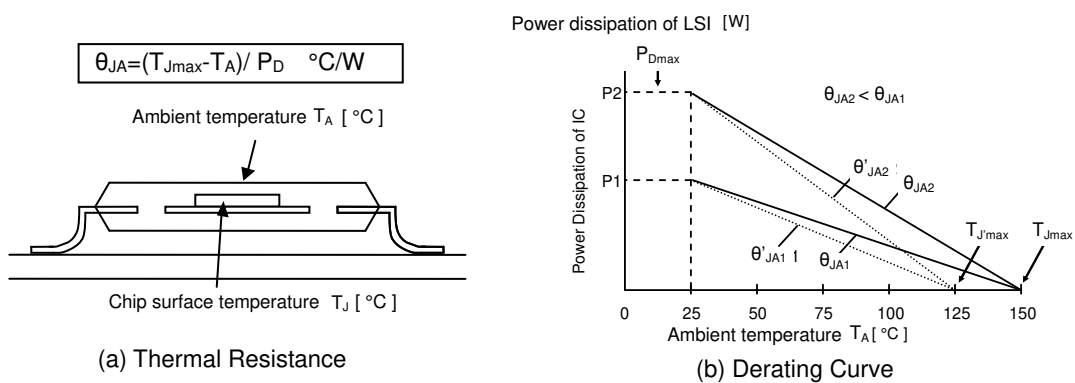 θJA=(TJmax-TA)/ PD °C/W
Ambient temperature TA [ °C ]
Chip surface temperature TJ [ °C ]
(a) Thermal Resistance
Power dissipation of LSI [W]
PDmax
P2
θJA2 < θJA1
Power Dissipation of IC
θ'JA2
θJA2
P1
TJ'max
TJmax
θ'JA1
θJA1
0 25 50 75 100 125 150
Ambient temperature TA [ °C ]
(b) Derating Curve